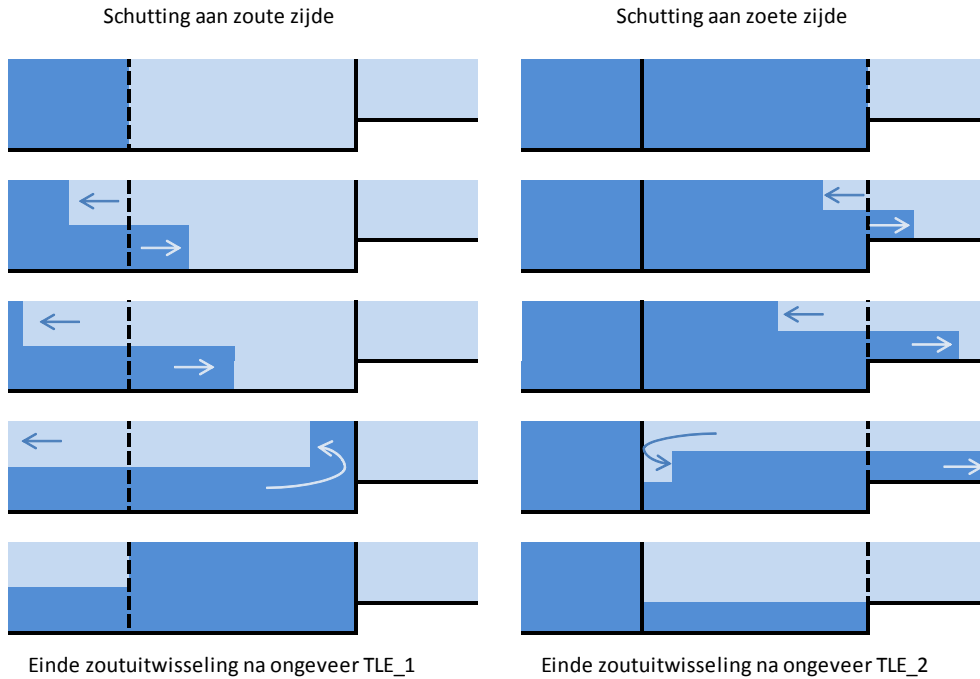 Schutting aan zoute zijde
Schutting aan zoete zijde
Einde zoutuitwisseling na ongeveer TLE_1
Einde zoutuitwisseling na ongeveer TLE_2